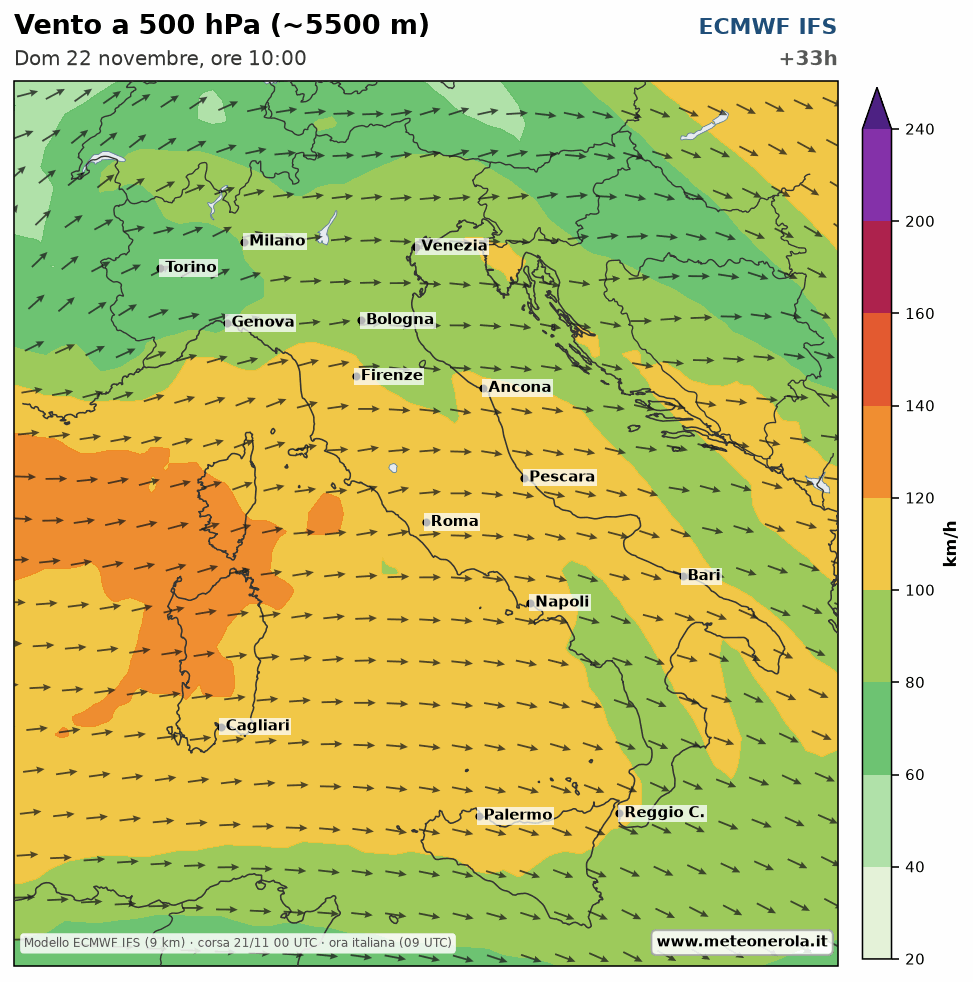 Vento a 500 hPa (~5500 m)
ECMWF IFS
Dom 22 novembre, ore 10:00
+33h
240
200
160
140
120
100
80
60
40
20
km/h
Milano
Venezia
Torino
Genova
Bologna
Firenze
Ancona
Pescara
Roma
Bari
Napoli
Cagliari
Palermo
Reggio C.
Modello ECMWF IFS (9 km) · corsa 21/11 00 UTC · ora italiana (09 UTC)
www.meteonerola.it